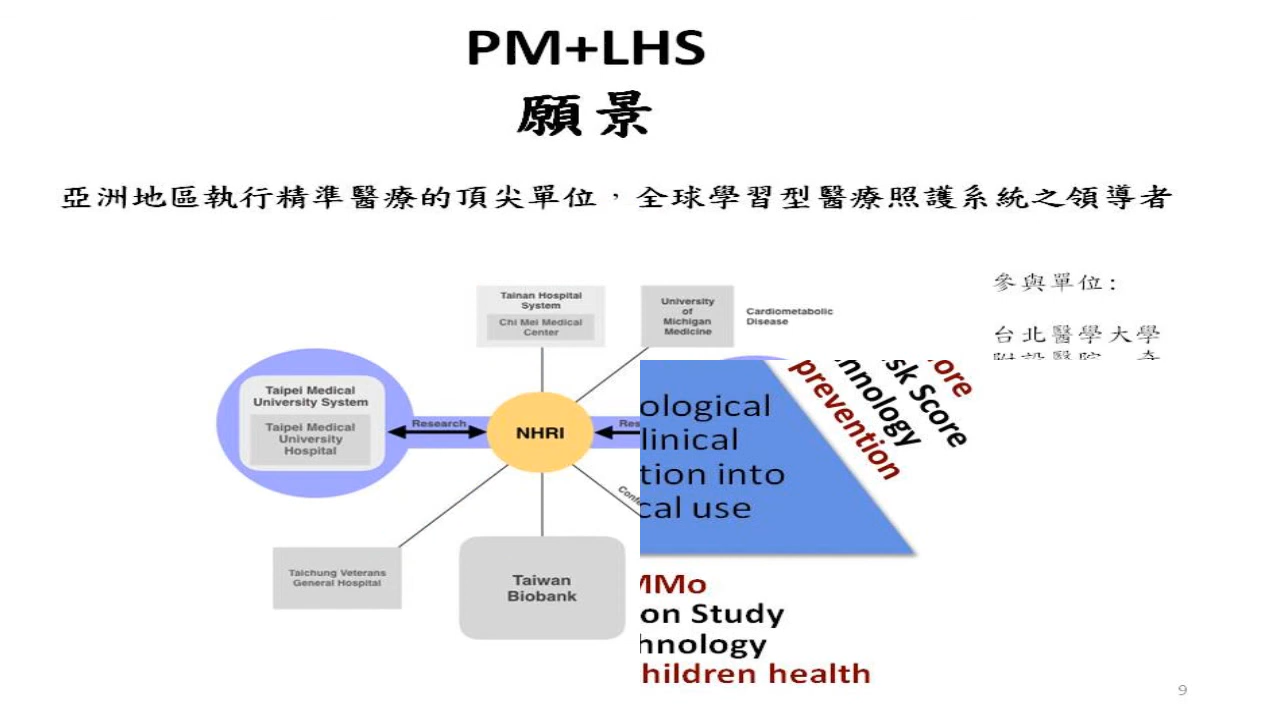 PM+LHS
願景
亞洲地區執行精準醫療的頂尖單位，全球學習型醫療照護系統之領導者
參與單位：
台北醫學大學
Tainan Hospital
System
Chi Mei Medical
Center
University
of
Michigan
Medicine
Cardiometabolic
Disease
Taipei Medical
University System
Taipei Medical
University
Hospital
Research
NHRI
Taichung Veterans
General Hospital
Taiwan
Biobank
ological
linical
tion into
cal use
ore
sk Score
hnology
prevention
MMo
on Study
hnology
hildren health
9